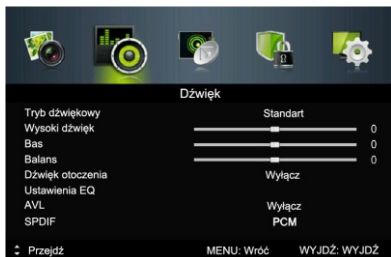 Dźwięk
Tryb dźwiękowy Standart
Wysoki dźwięk 0
Bas 0
Balans 0
Dźwięk otoczenia Wyłącz
Ustawienia EQ
AVL Wyłącz
SPDIF PCM
Przejdź MENU: Wróć WYJDŹ: WYJDŹ